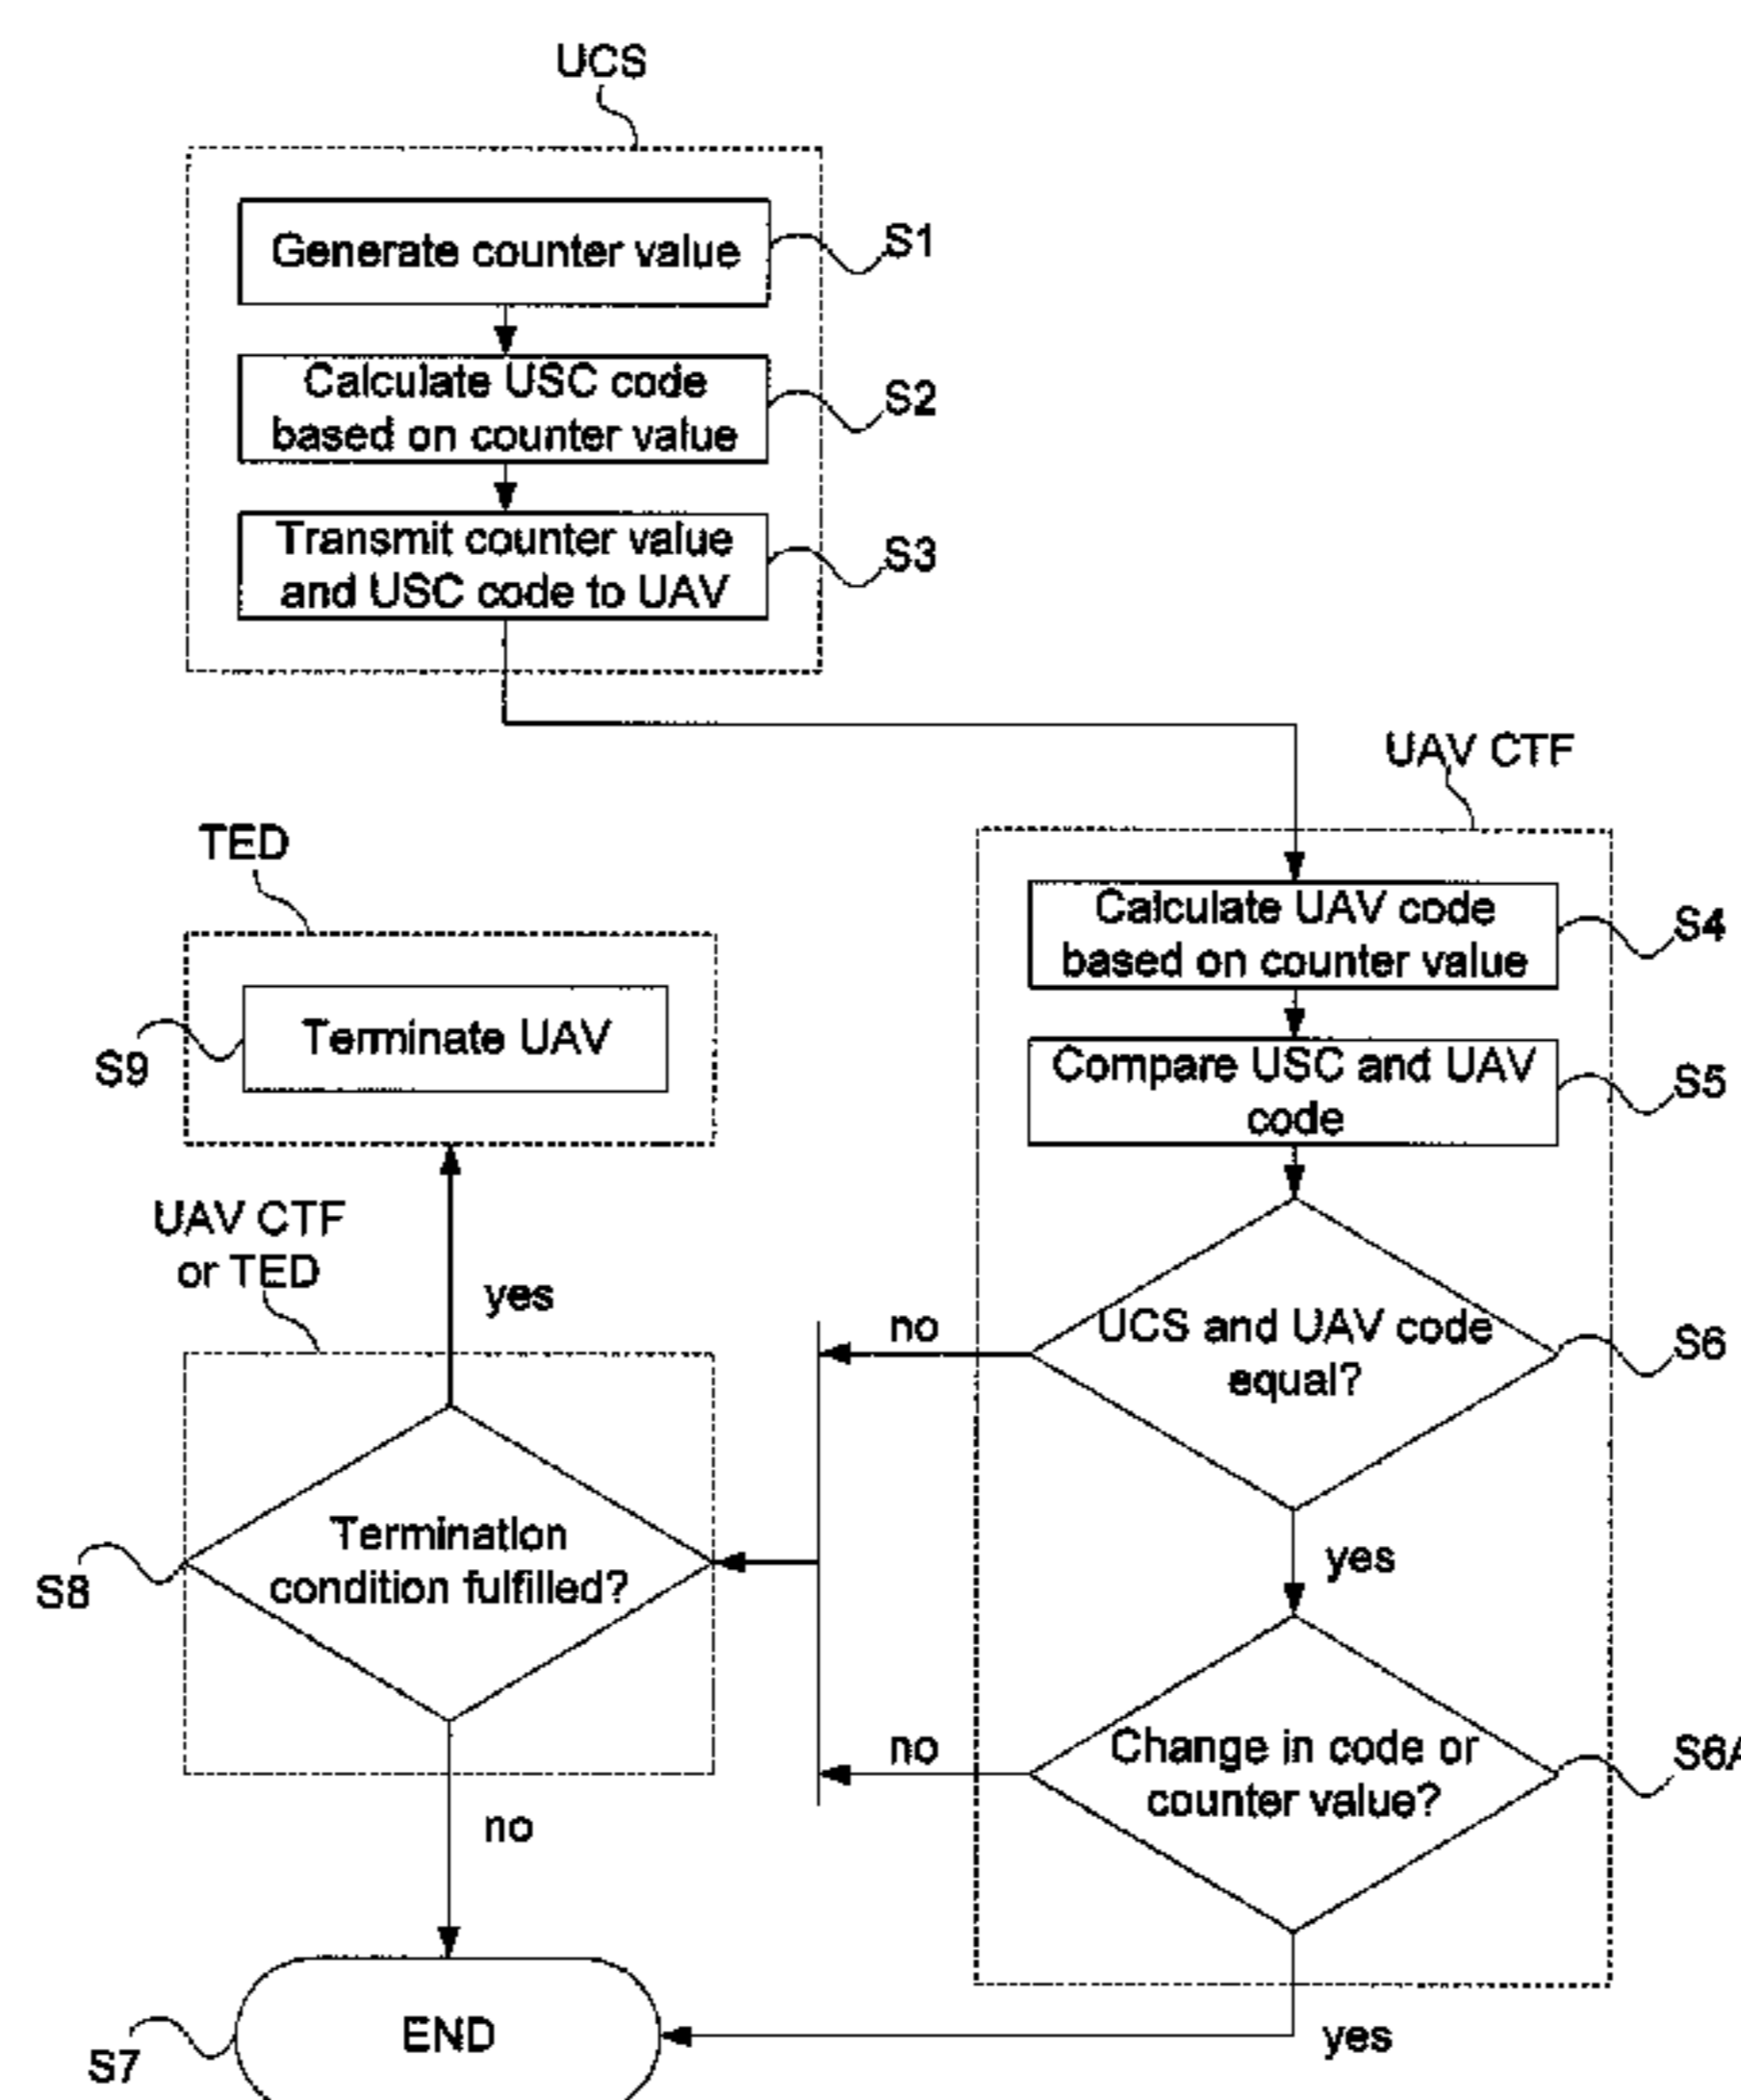 UCS
Generate counter value
S1
Calculate USC code
based on counter value
S2
Transmit counter value
and USC code to UAV
S3
UAV CTF
Calculate UAV code
based on counter value
S4
Compare USC and UAV
code
S5
UCS and UAV code
equal?
S6
no
yes
Change in code or
counter value?
S6A
no
yes
TED
Terminate UAV
S9
UAV CTF
or TED
yes
Termination
condition fulfilled?
S8
no
END
S7